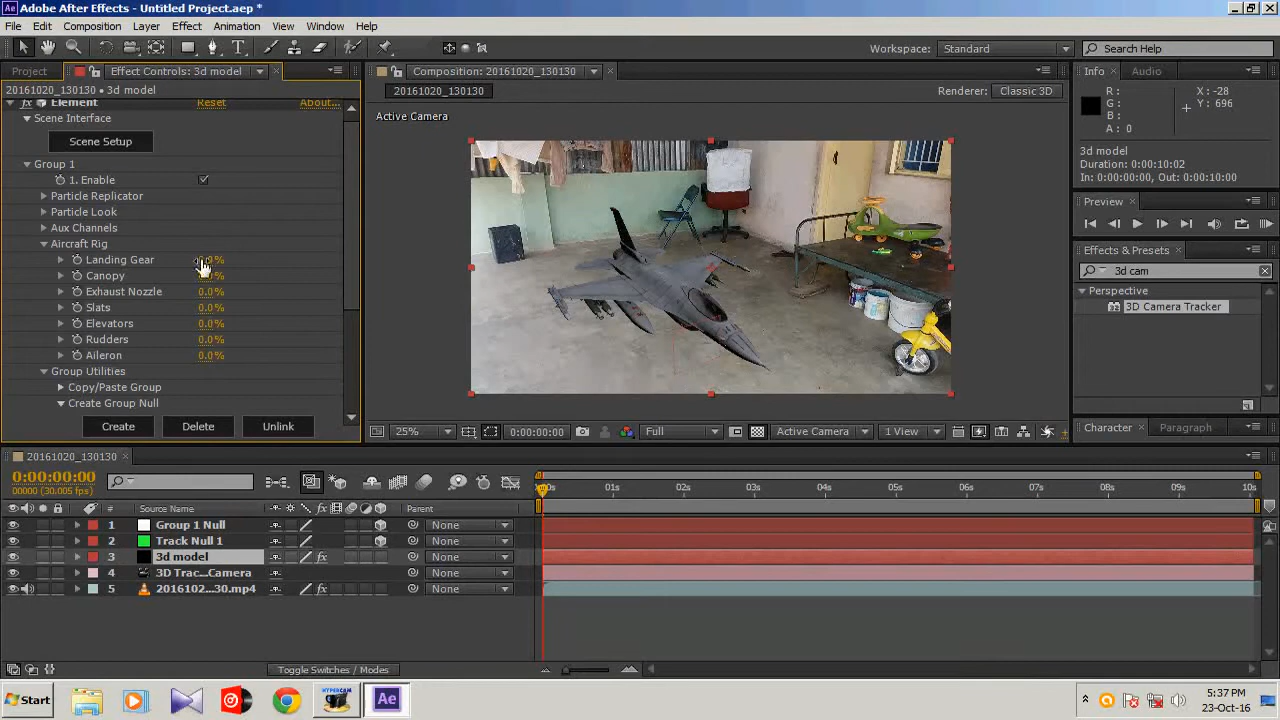 Adobe After Effects - Untitled Project.aep *
File Edit Composition Layer Effect Animation View Window Help
Workspace: Standard Search Help
Project Effect Controls: 3d model
20161020_130130 • 3d model
fx Element Reset About...
Scene Interface
Scene Setup
Group 1
1. Enable
Particle Replicator
Particle Look
Aux Channels
Aircraft Rig
Landing Gear
Canopy
Exhaust Nozzle 0.0%
Slats 0.0%
Elevators 0.0%
Rudders 0.0%
Aileron 0.0%
Group Utilities
Copy/Paste Group
Create Group Null
Create Delete Unlink
Composition: 20161020_130130
20161020_130130 Renderer: Classic 3D
Active Camera
25% 0:00:00:00 Full Active Camera 1 View
Info Audio
R : X : -28
G : Y : 696
B :
A : 0
3d model
Duration: 0:00:10:02
In: 0:00:00:00, Out: 0:00:10:00
Preview
Effects & Presets
3d cam
Perspective
3D Camera Tracker
Character Paragraph
20161020_130130
0:00:00:00
00000 (30.005 fps)
01s 02s 03s 04s 05s 06s 07s 08s 09s 10s
# Source Name Parent
1 Group 1 Null None
2 Track Null 1 None
3 3d model fx None
4 3D Trac...Camera None
5 2016102...30.mp4 fx None
Toggle Switches / Modes
Start HYPERCAM Ae 5:37 PM
23-Oct-16